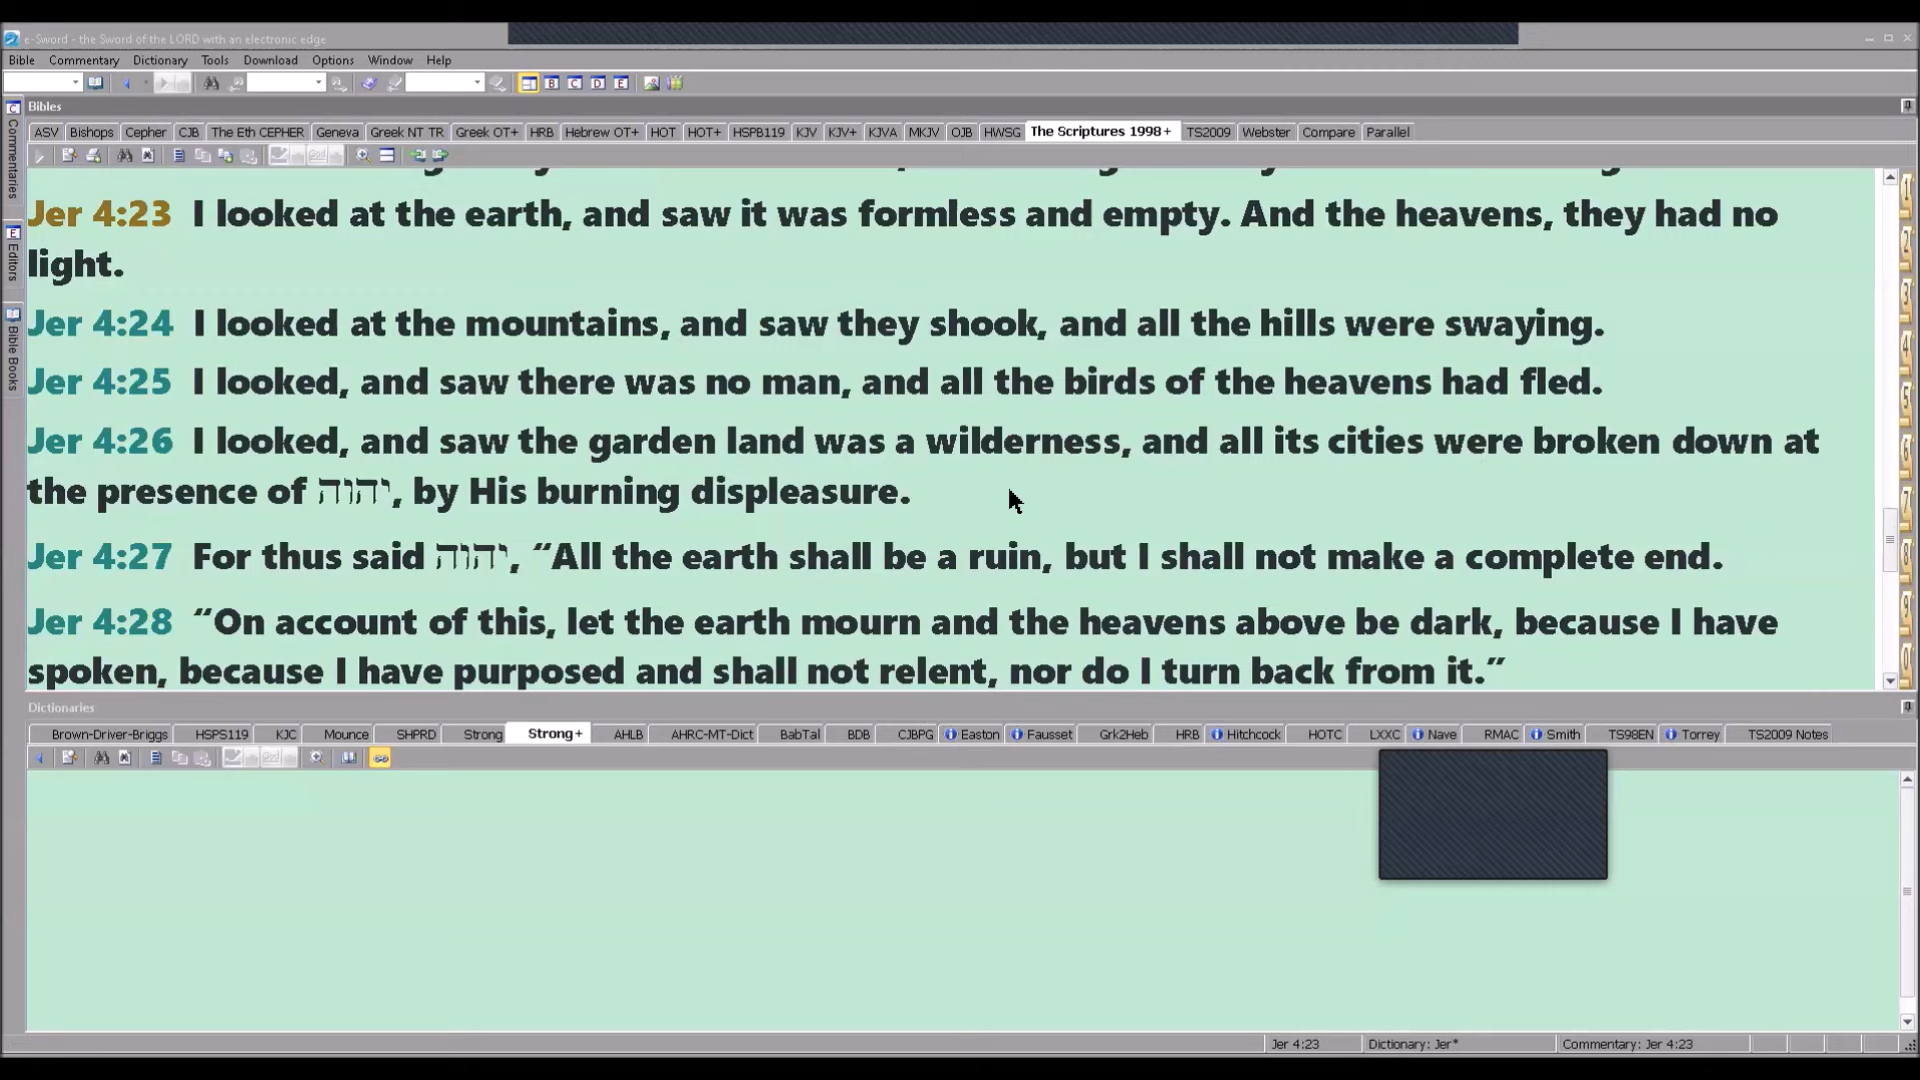 e-Sword - the Sword of the LORD with an electronic edge
Bible Commentary Dictionary Tools Download Options Window Help
B C D E
Bibles
ASV Bishops Cepher CJB The Eth CEPHER Geneva Greek NT TR Greek OT+ HRB Hebrew OT+ HOT HOT+ HSPB119 KJV KJV+ KJVA MKJV OJB HWSG The Scriptures 1998+ TS2009 Webster Compare Parallel
Commentaries
Editors
Bible Books
Jer 4:23 I looked at the earth, and saw it was formless and empty. And the heavens, they had no
light.
Jer 4:24 I looked at the mountains, and saw they shook, and all the hills were swaying.
Jer 4:25 I looked, and saw there was no man, and all the birds of the heavens had fled.
Jer 4:26 I looked, and saw the garden land was a wilderness, and all its cities were broken down at
the presence of יהוה, by His burning displeasure.
Jer 4:27 For thus said יהוה, “All the earth shall be a ruin, but I shall not make a complete end.
Jer 4:28 “On account of this, let the earth mourn and the heavens above be dark, because I have
spoken, because I have purposed and shall not relent, nor do I turn back from it.”
Dictionaries
Brown-Driver-Briggs HSPS119 KJC Mounce SHPRD Strong Strong+ AHLB AHRC-MT-Dict BabTal BDB CJBPG Easton Fausset Grk2Heb HRB Hitchcock HOTC LXXC Nave RMAC Smith TS98EN Torrey TS2009 Notes
Jer 4:23 Dictionary: Jer* Commentary: Jer 4:23